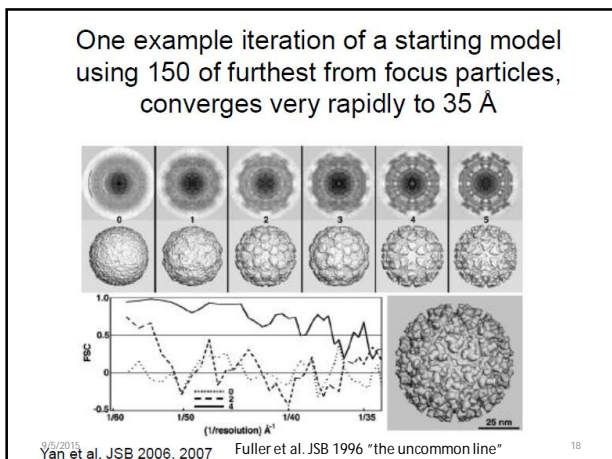 One example iteration of a starting model
using 150 of furthest from focus particles,
converges very rapidly to 35 Å
0 1 2 3 4 5
1.0
0.5
0
-0.5
FSC
0
2
4
1/60 1/50 1/40 1/35
(1/resolution) Å-1
25 nm
9/5/2015
Yan et al. JSB 2006, 2007
Fuller et al. JSB 1996 "the uncommon line"
18